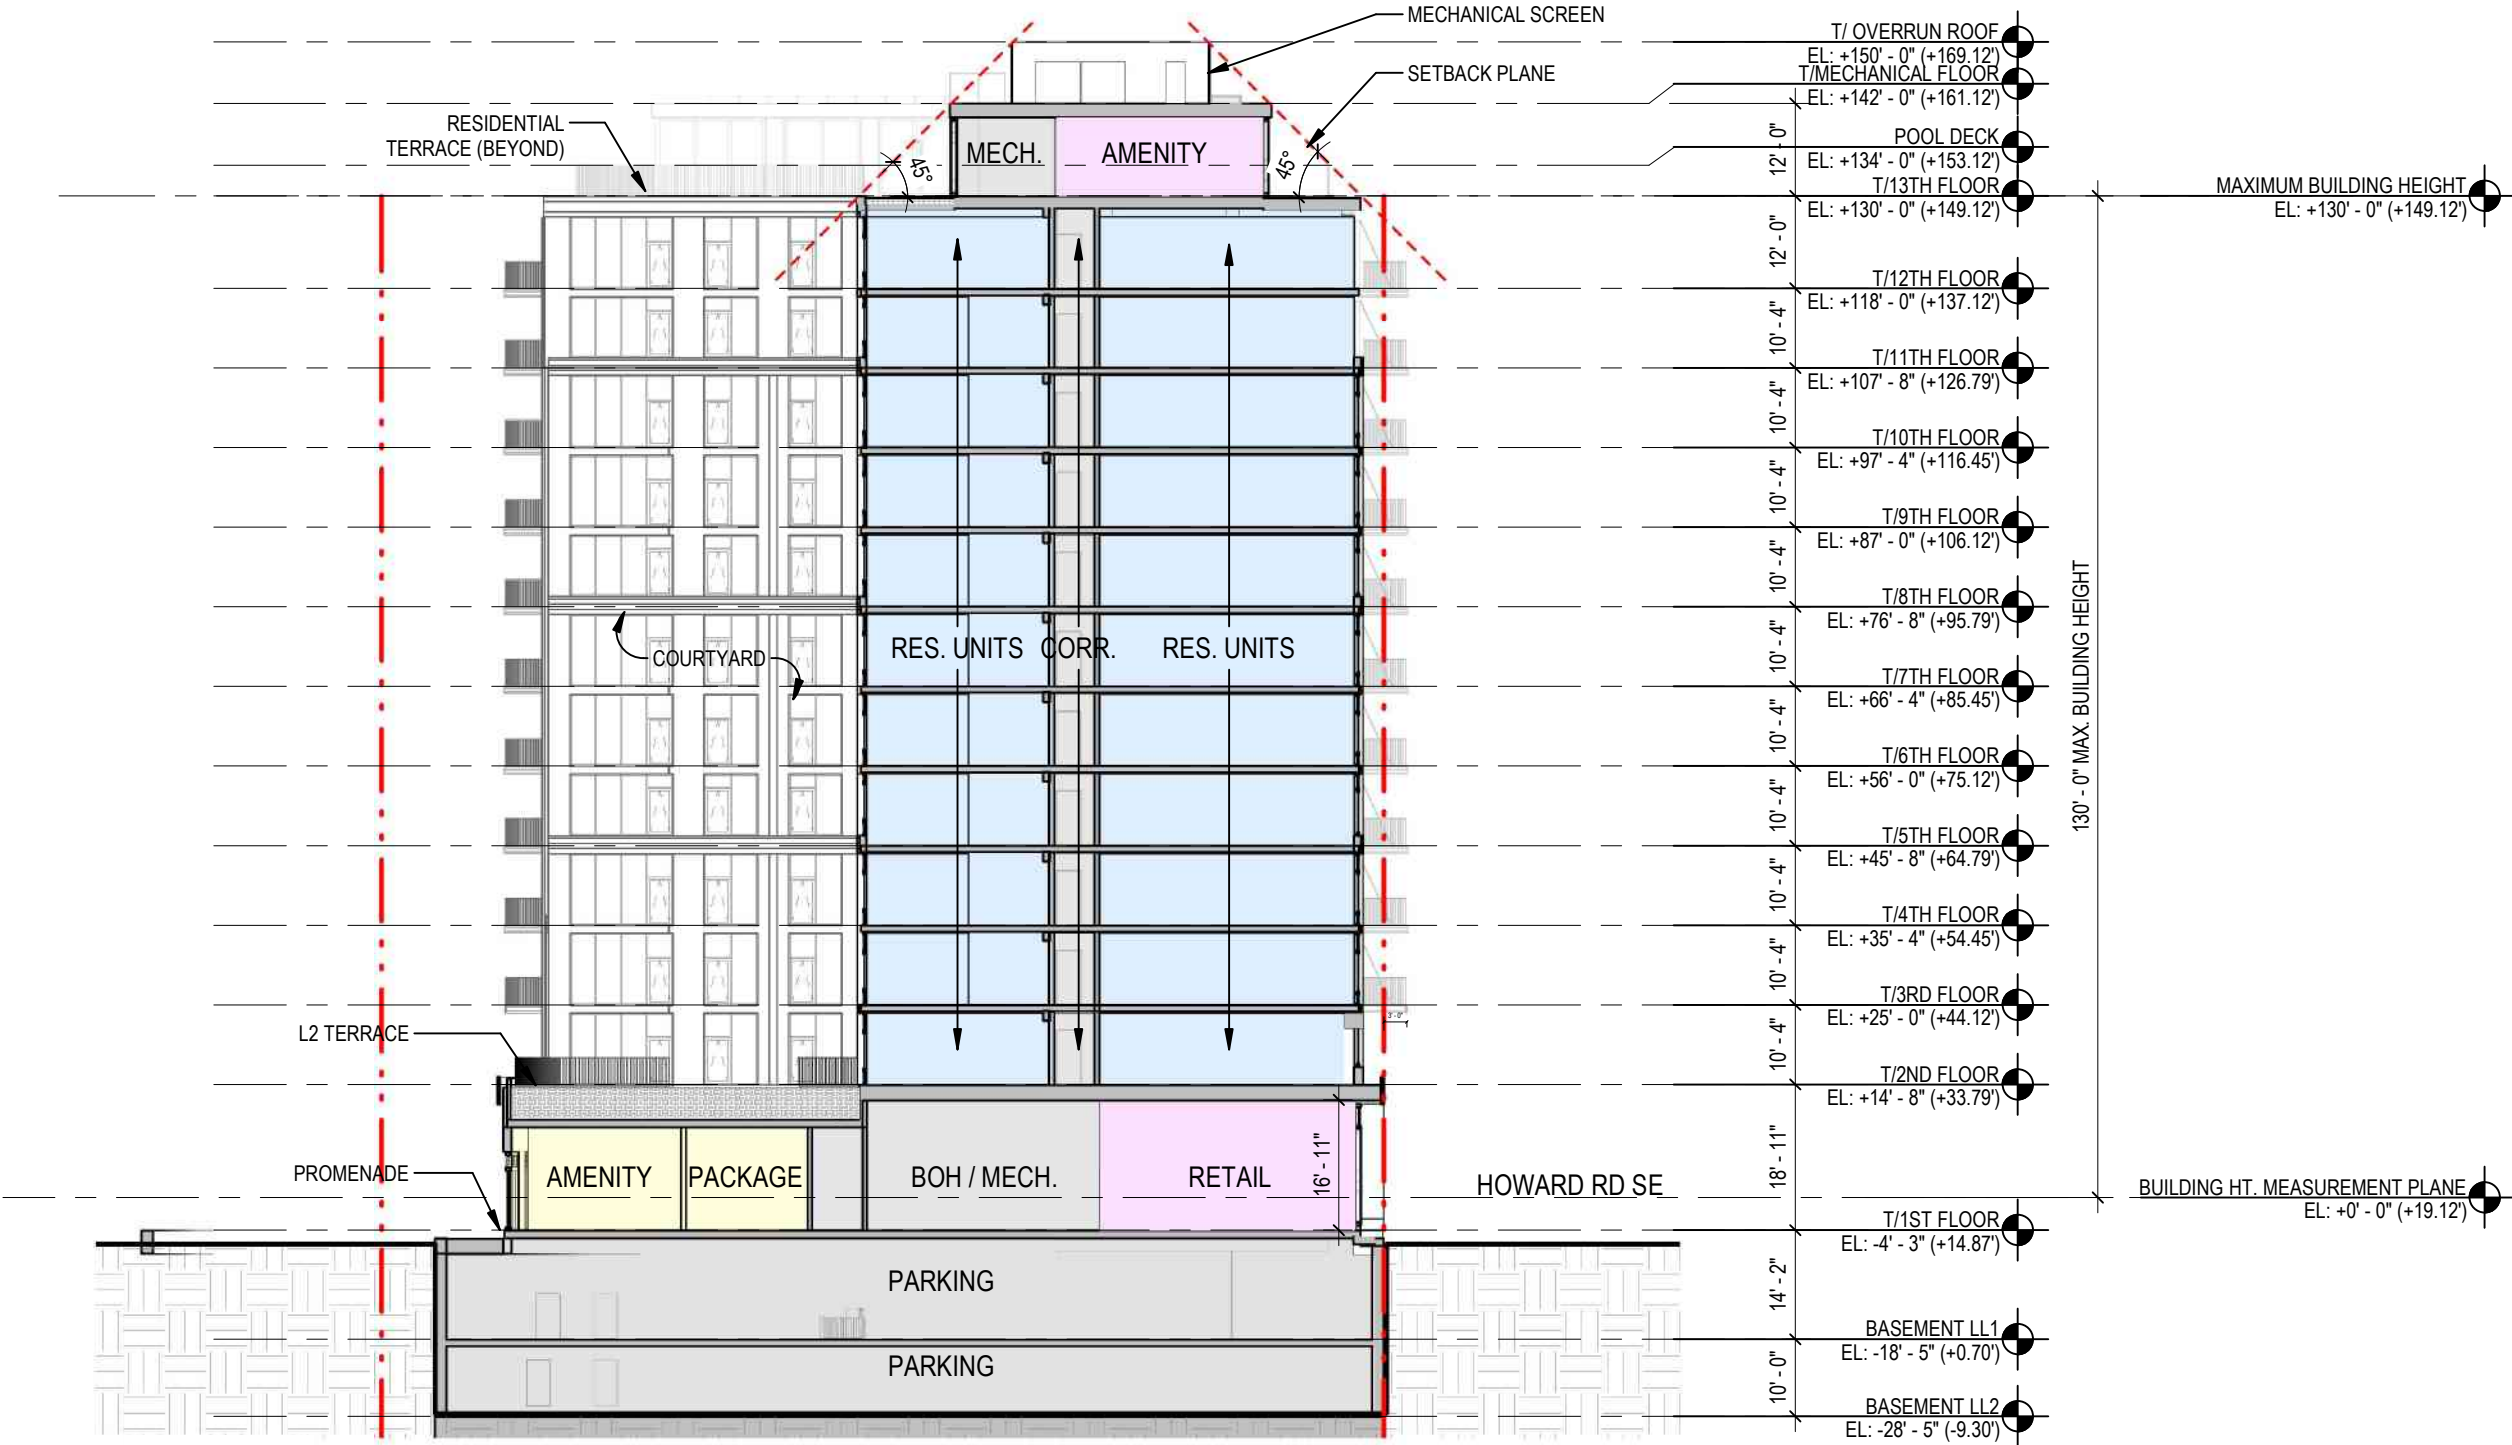 MECHANICAL SCREEN
SETBACK PLANE
RESIDENTIAL
TERRACE (BEYOND)
45°
45°
MECH.
AMENITY
RES. UNITS
CORR.
RES. UNITS
COURTYARD
L2 TERRACE
PROMENADE
AMENITY
PACKAGE
BOH / MECH.
RETAIL
16' - 11"
3'-0"
HOWARD RD SE
PARKING
PARKING
T/ OVERRUN ROOF
EL: +150' - 0" (+169.12')
T/MECHANICAL FLOOR
EL: +142' - 0" (+161.12')
12' - 0"
POOL DECK
EL: +134' - 0" (+153.12')
T/13TH FLOOR
EL: +130' - 0" (+149.12')
12' - 0"
T/12TH FLOOR
EL: +118' - 0" (+137.12')
10' - 4"
T/11TH FLOOR
EL: +107' - 8" (+126.79')
10' - 4"
T/10TH FLOOR
EL: +97' - 4" (+116.45')
10' - 4"
T/9TH FLOOR
EL: +87' - 0" (+106.12')
10' - 4"
T/8TH FLOOR
EL: +76' - 8" (+95.79')
10' - 4"
T/7TH FLOOR
EL: +66' - 4" (+85.45')
10' - 4"
T/6TH FLOOR
EL: +56' - 0" (+75.12')
10' - 4"
T/5TH FLOOR
EL: +45' - 8" (+64.79')
10' - 4"
T/4TH FLOOR
EL: +35' - 4" (+54.45')
10' - 4"
T/3RD FLOOR
EL: +25' - 0" (+44.12')
10' - 4"
T/2ND FLOOR
EL: +14' - 8" (+33.79')
18' - 11"
T/1ST FLOOR
EL: -4' - 3" (+14.87')
14' - 2"
BASEMENT LL1
EL: -18' - 5" (+0.70')
10' - 0"
BASEMENT LL2
EL: -28' - 5" (-9.30')
130' - 0" MAX. BUILDING HEIGHT
MAXIMUM BUILDING HEIGHT
EL: +130' - 0" (+149.12')
BUILDING HT. MEASUREMENT PLANE
EL: +0' - 0" (+19.12')